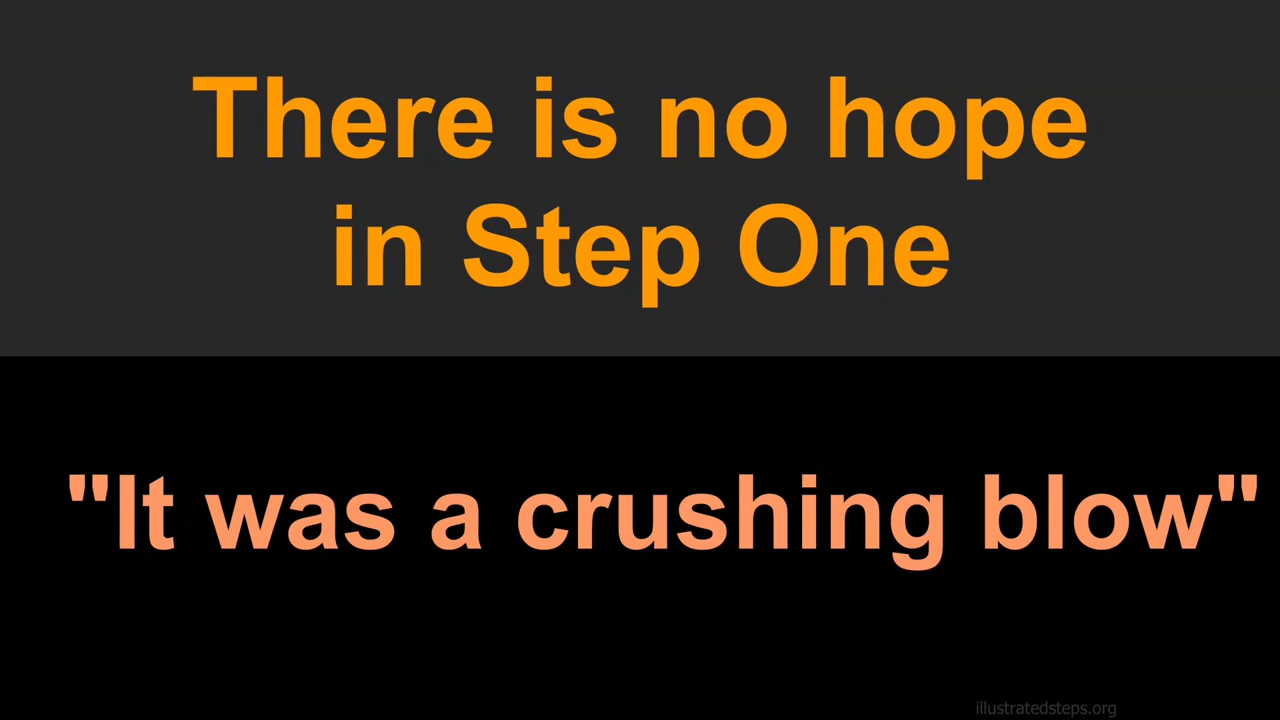 There is no hope
in Step One
"It was a crushing blow"
illustratedsteps.org